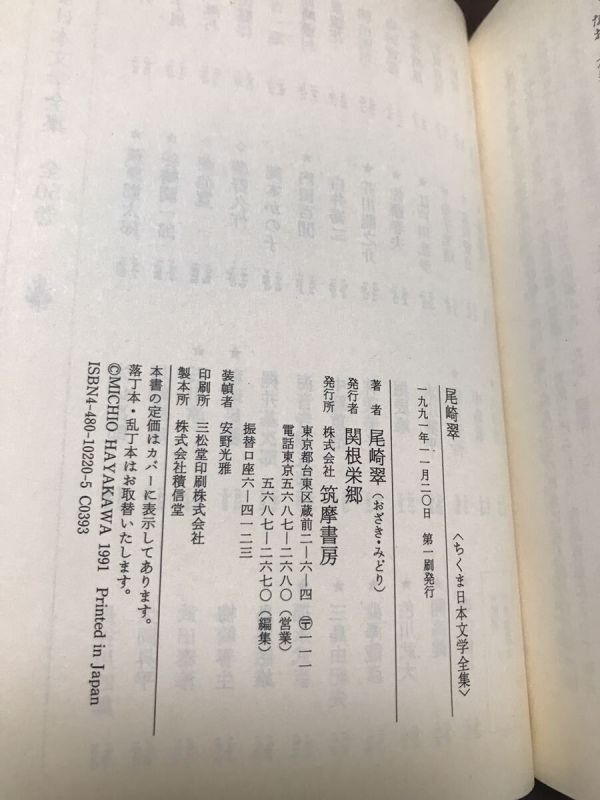 尾崎翠
〈ちくま日本文学全集〉
一九九一年一一月二〇日　第一刷発行
著　者　尾崎翠（おざき・みどり）
発行者　関根栄郷
発行所　株式会社　筑摩書房
東京都台東区蔵前二―六―四　〒一一一
電話東京五六八七―二六八〇（営業）
五六八七―二六七〇（編集）
振替口座六―四一二三
装幀者　安野光雅
印刷所　三松堂印刷株式会社
製本所　株式会社積信堂
本書の定価はカバーに表示してあります。
落丁本・乱丁本はお取替いたします。
©MICHIO HAYAKAWA 1991 Printed in Japan
ISBN4-480-10220-5 C0393